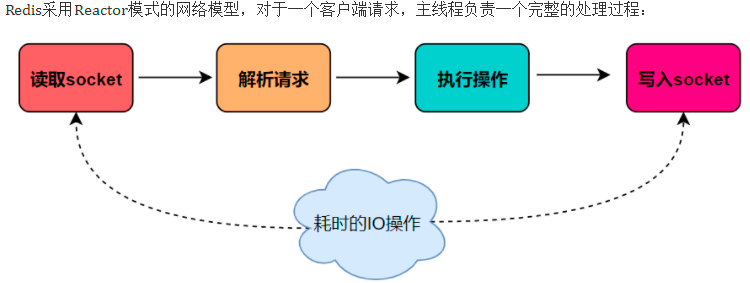 Redis采用Reactor模式的网络模型，对于一个客户端请求，主线程负责一个完整的处理过程：
读取socket
解析请求
执行操作
写入socket
耗时的IO操作